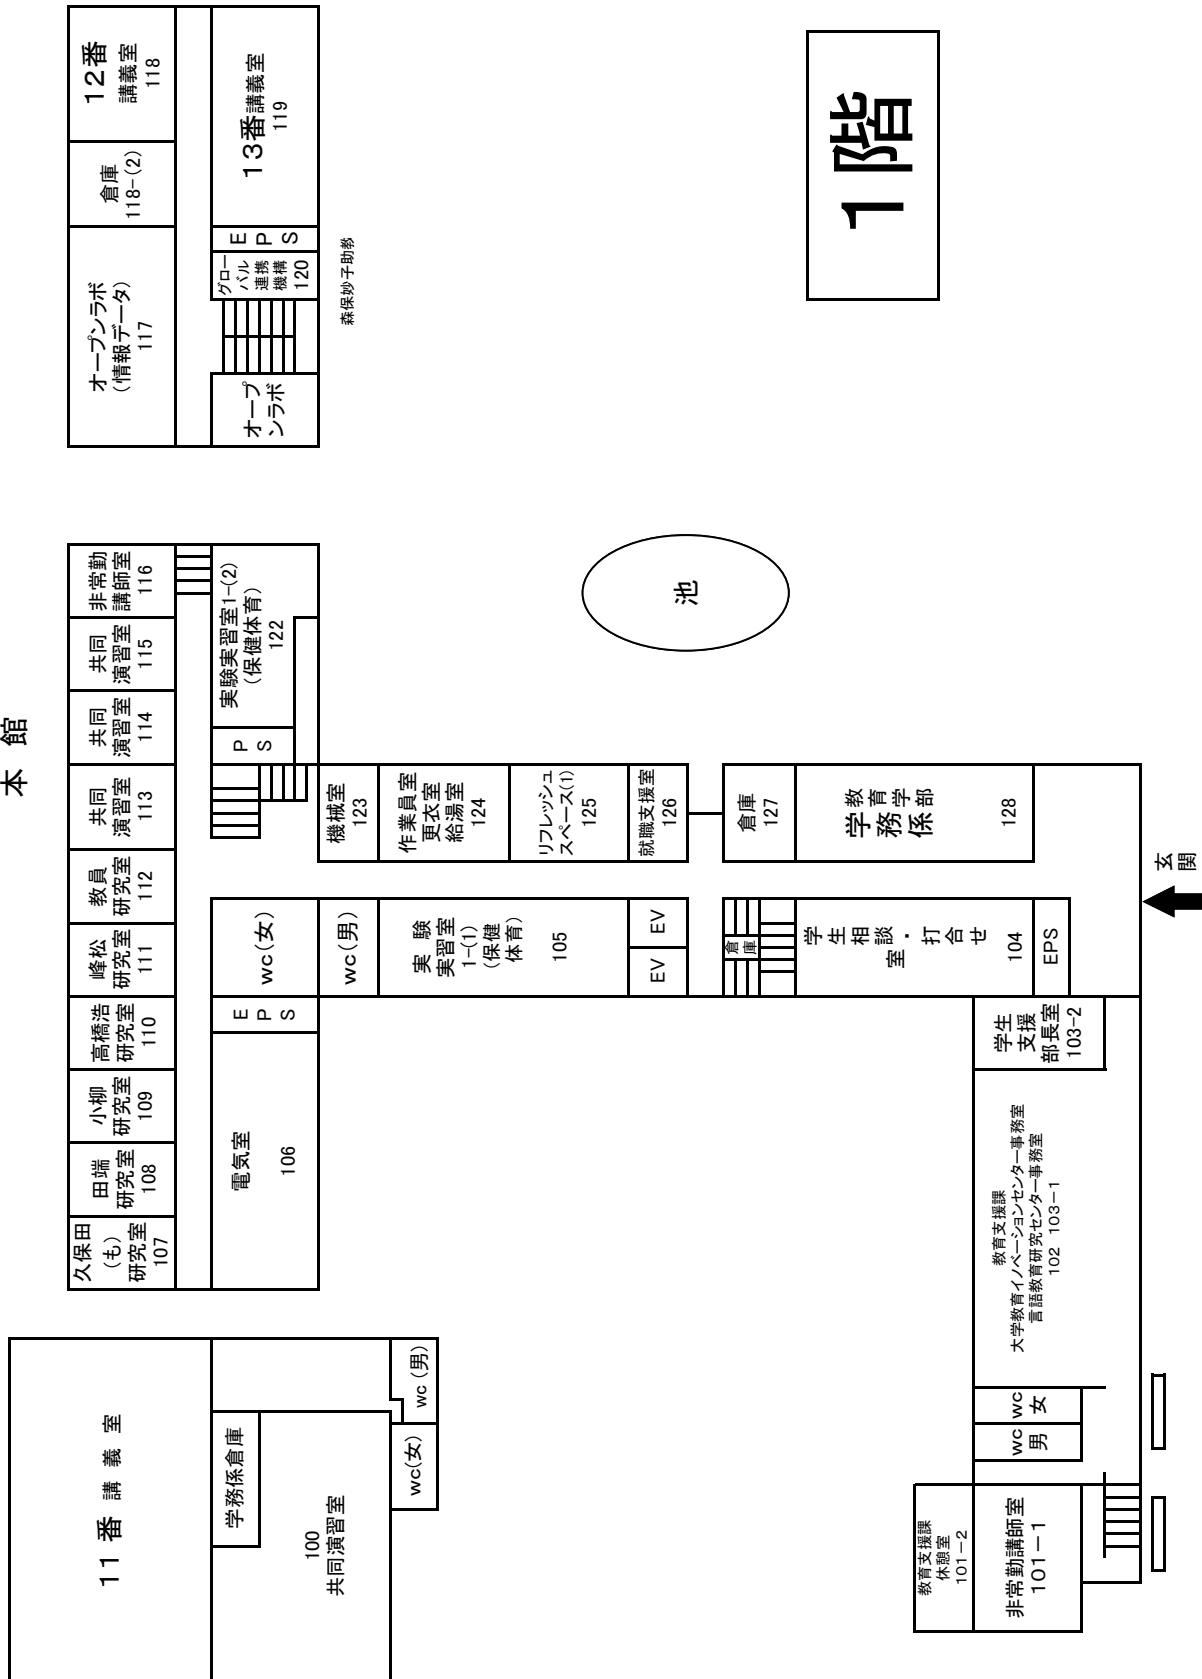 本 館
1階
12番
講義室
118
倉庫
118-(2)
オープンラボ
(情報データ)
117
13番講義室
119
EPS
グロー
バル
連携
機構
120
森保妙子助教
オープ
ンラボ
非常勤
講師室
116
共同
演習室
115
共同
演習室
114
共同
演習室
113
教員
研究室
112
峰松
研究室
111
高橋浩
研究室
110
小柳
研究室
109
田端
研究室
108
久保田
(も)
研究室
107
実験実習室1-(2)
(保健体育)
122
PS
機械室
123
作業員室
更衣室
給湯室
124
リフレッシュ
スペース(1)
125
就職支援室
126
倉庫
127
教育学部
学務係
128
池
玄
関
wc(女)
wc(男)
実 験
実習室
1-(1)
(保健
体育)
105
EV
EV
倉
庫
学生相談
室・打合せ
104
EPS
EPS
電気室
106
学生
支援
部長室
103-2
教育支援課
大学教育イノベーションセンター事務室
言語教育研究センター事務室
102 103-1
wc
女
wc
男
教育支援課
休憩室
101-2
非常勤講師室
101-1
11番 講 義 室
学務係倉庫
100
共同演習室
wc (男)
wc(女)